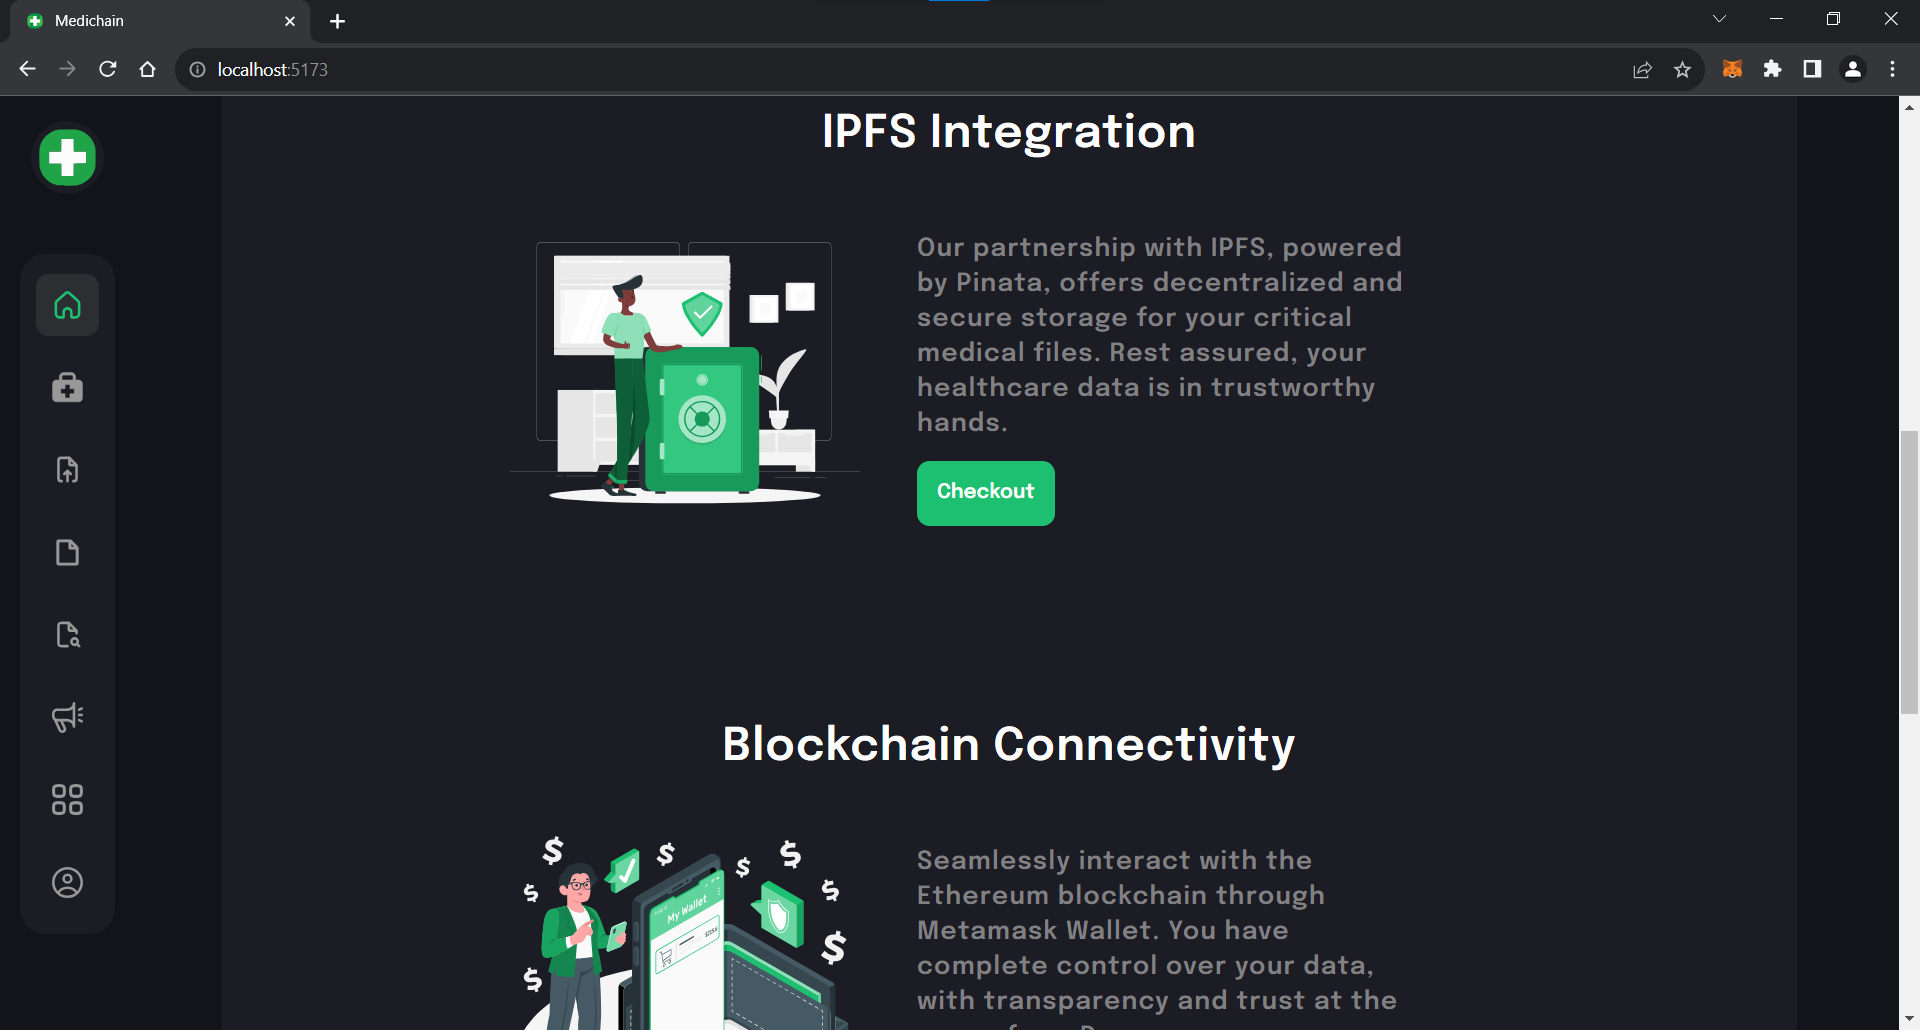 Medichain
localhost:5173
IPFS Integration
Our partnership with IPFS, powered
by Pinata, offers decentralized and
secure storage for your critical
medical files. Rest assured, your
healthcare data is in trustworthy
hands.
Checkout
Blockchain Connectivity
$ $ $ $ $ $ $ $
My Wallet
Seamlessly interact with the
Ethereum blockchain through
Metamask Wallet. You have
complete control over your data,
with transparency and trust at the